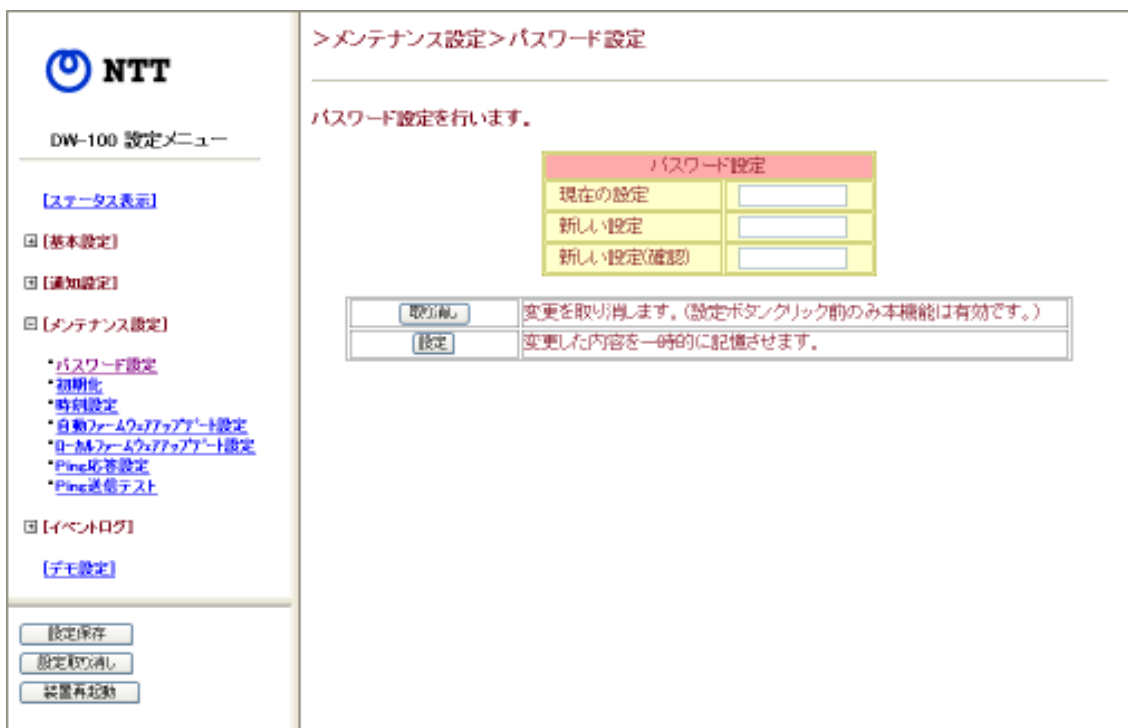 NTT
DW-100 設定メニュー
[ステータス表示]
[基本設定]
[通知設定]
[メンテナンス設定]
パスワード設定
初期化
時刻設定
自動ファームウェアアップデート設定
ローカルファームウェアアップデート設定
Ping応答設定
Ping送信テスト
[イベントログ]
[デモ設定]
設定保存
設定取り消し
装置再起動
>メンテナンス設定>パスワード設定
パスワード設定を行います。
パスワード設定
現在の設定
新しい設定
新しい設定(確認)
取り消し 変更を取り消します。(設定ボタンクリック前のみ本機能は有効です。)
設定 変更した内容を一時的に記憶させます。